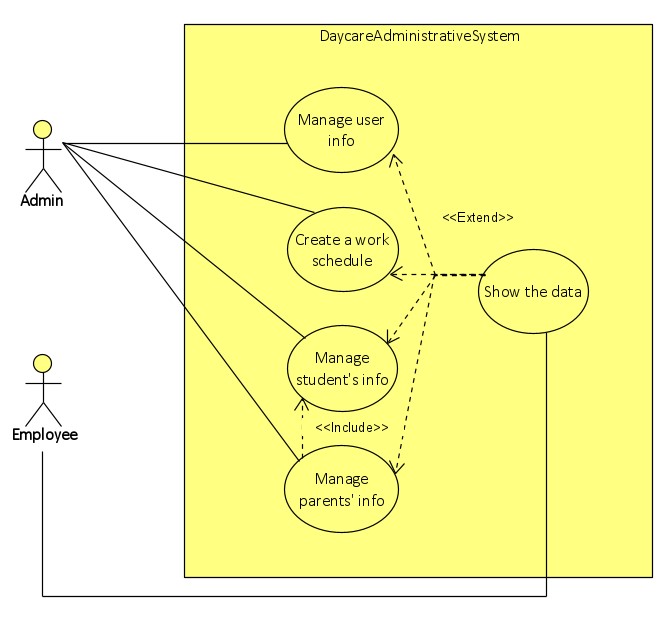 DaycareAdministrativeSystem
Manage user
info
Admin
<<Extend>>
Create a work
schedule
Show the data
Manage
student's info
Employee
<<Include>>
Manage
parents' info